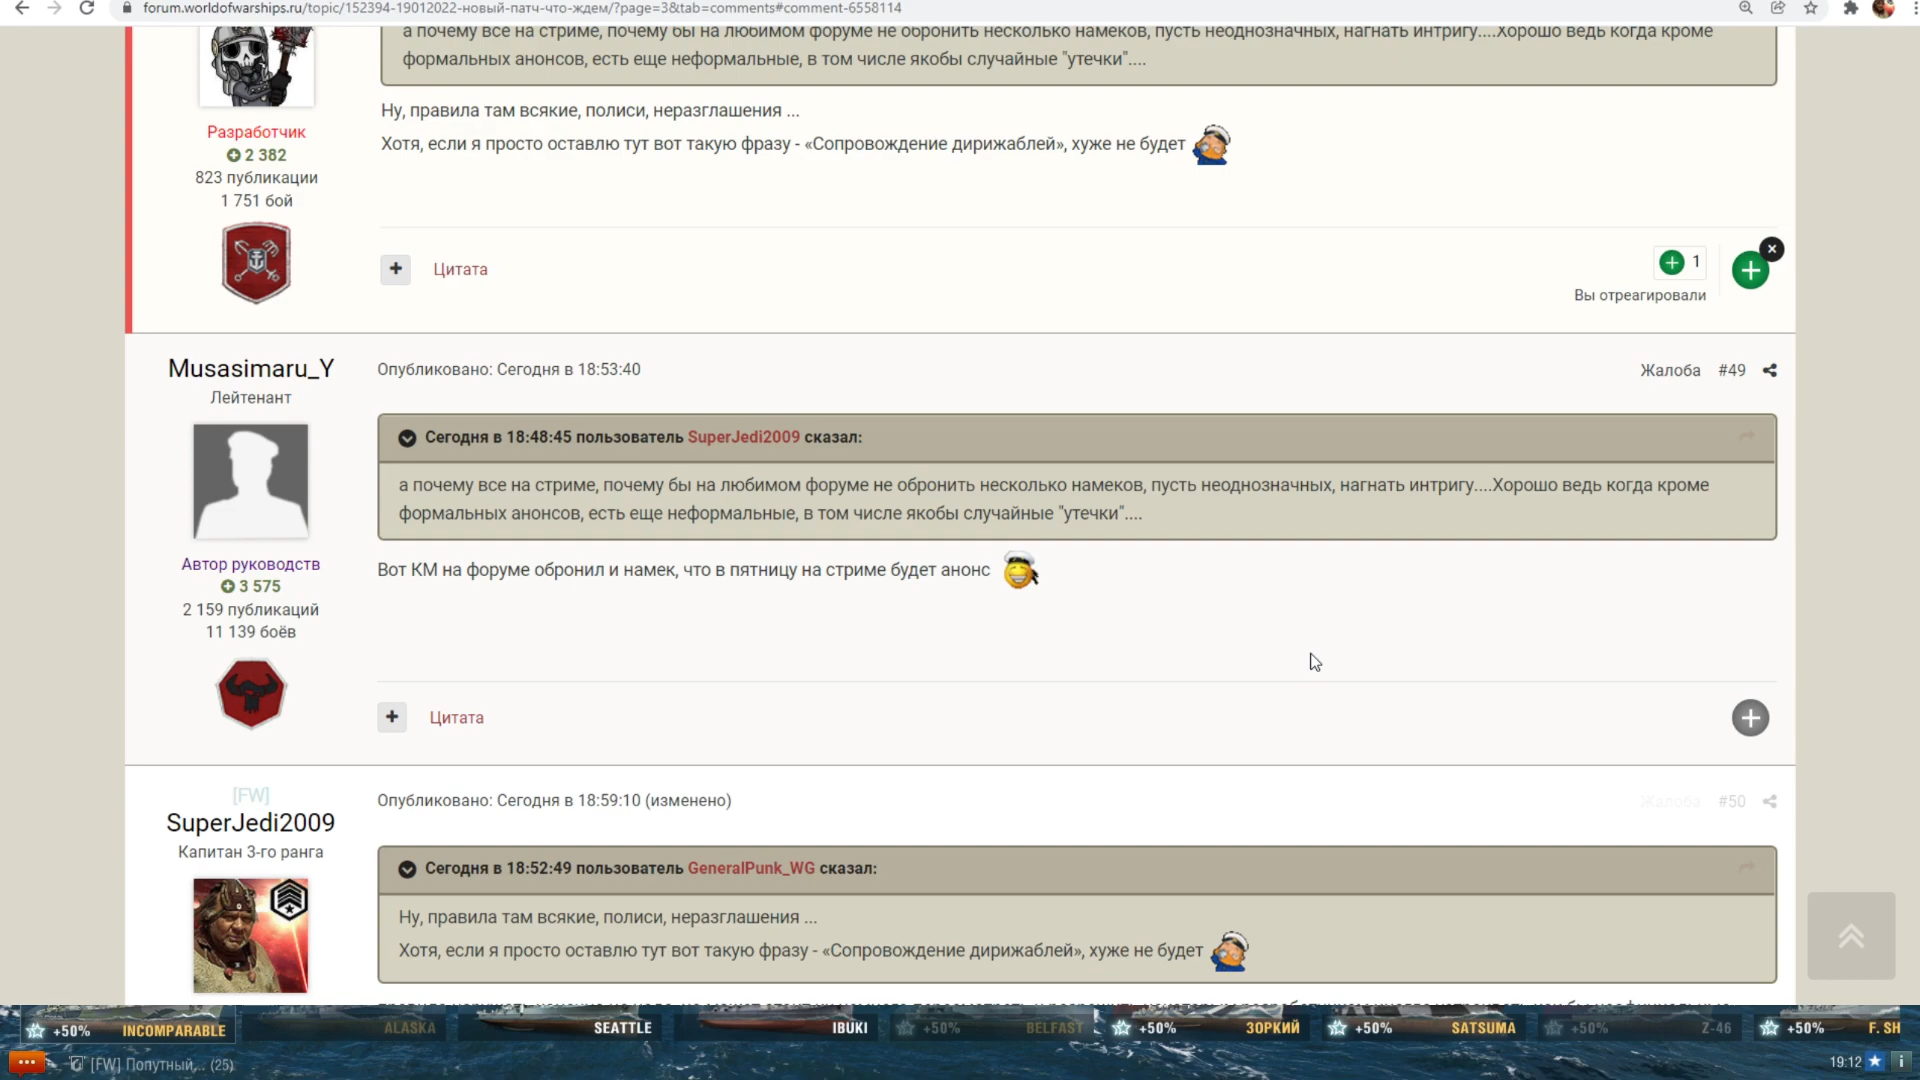 forum.worldofwarships.ru/topic/152394-19012022-новый-патч-что-ждем/?page=3&tab=comments#comment-6558114
а почему все на стриме, почему бы на любимом форуме не обронить несколько намеков, пусть неоднозначных, нагнать интригу....Хорошо ведь когда кроме
формальных анонсов, есть еще неформальные, в том числе якобы случайные "утечки"....
Ну, правила там всякие, полиси, неразглашения ...
Хотя, если я просто оставлю тут вот такую фразу - «Сопровождение дирижаблей», хуже не будет
Разработчик
2 382
823 публикации
1 751 бой
Цитата
1
Вы отреагировали
Musasimaru_Y
Лейтенант
Опубликовано: Сегодня в 18:53:40
Жалоба #49
Сегодня в 18:48:45 пользователь SuperJedi2009 сказал:
а почему все на стриме, почему бы на любимом форуме не обронить несколько намеков, пусть неоднозначных, нагнать интригу....Хорошо ведь когда кроме
формальных анонсов, есть еще неформальные, в том числе якобы случайные "утечки"....
Автор руководств
3 575
2 159 публикаций
11 139 боёв
Вот КМ на форуме обронил и намек, что в пятницу на стриме будет анонс
Цитата
[FW]
SuperJedi2009
Капитан 3-го ранга
Опубликовано: Сегодня в 18:59:10 (изменено)
Жалоба #50
Сегодня в 18:52:49 пользователь GeneralPunk_WG сказал:
Ну, правила там всякие, полиси, неразглашения ...
Хотя, если я просто оставлю тут вот такую фразу - «Сопровождение дирижаблей», хуже не будет
+50% INCOMPARABLE ALASKA SEATTLE IBUKI +50% BELFAST +50% ЗОРКИЙ +50% SATSUMA +50% Z-46 +50% F. SH
[FW] Попутный,.. (25)
19:12